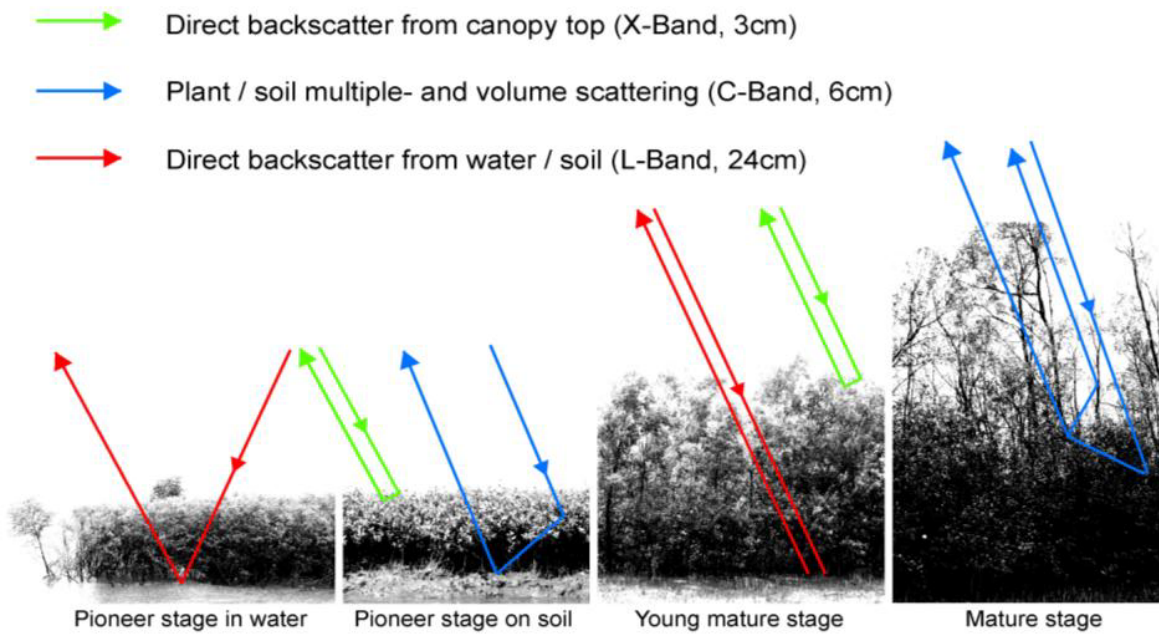 Direct backscatter from canopy top (X-Band, 3cm)
Plant / soil multiple- and volume scattering (C-Band, 6cm)
Direct backscatter from water / soil (L-Band, 24cm)
Pioneer stage in water
Pioneer stage on soil
Young mature stage
Mature stage